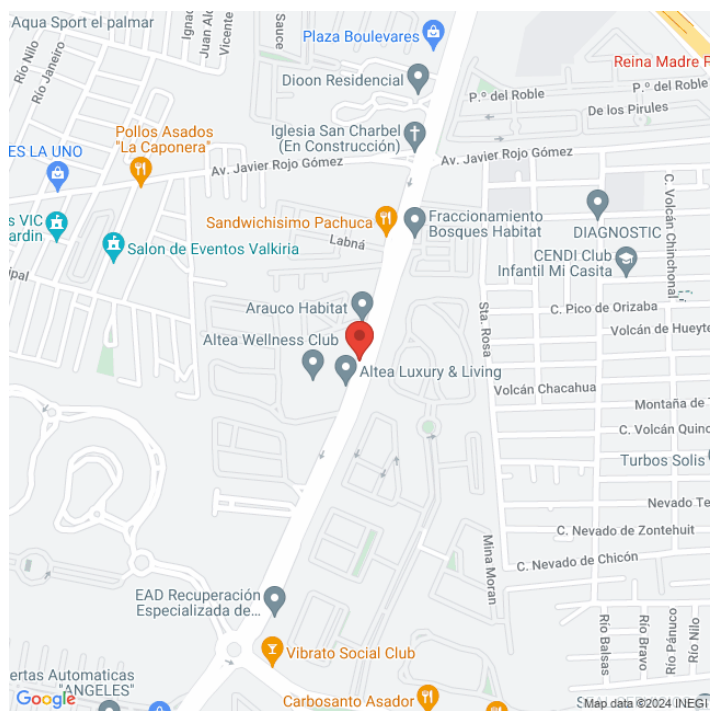 Aqua Sport el palmar
Río Nilo
Río Janeiro
Juan Al
Vicente
Sauce
Plaza Boulevares
Dioon Residencial
Reina Madre
P.º del Roble
P.º del Roble
De los Pirules
Iglesia San Charbel
(En Construcción)
Pollos Asados
"La Caponera"
ES LA UNO
Av. Javier Rojo Gómez
Av. Javier Rojo Gómez
C. Volcán Chinchonal
VIC
Salon de Eventos Valkiria
Sandwichisimo Pachuca
Labná
Fraccionamiento
Bosques Habitat
DIAGNOSTIC
CENDI Club
Infantil Mi Casita
Arauco Habitat
Sta. Rosa
C. Pico de Orizaba
Volcán de Hueyte
Altea Wellness Club
Altea Luxury & Living
Volcán Chacahua
Montaña de
C. Volcán Quinc
Turbos Solis
Nevado Te
C. Nevado de Zontehuit
Mina Moran
C. Nevado de Chicón
EAD Recuperación
Especializada de...
Río Balsas
Río Bravo
Río Pánuco
Río Nilo
Vibrato Social Club
ertas Automaticas
"ANGELES"
Carbosanto Asador
Google
Map data ©2024 INEGI